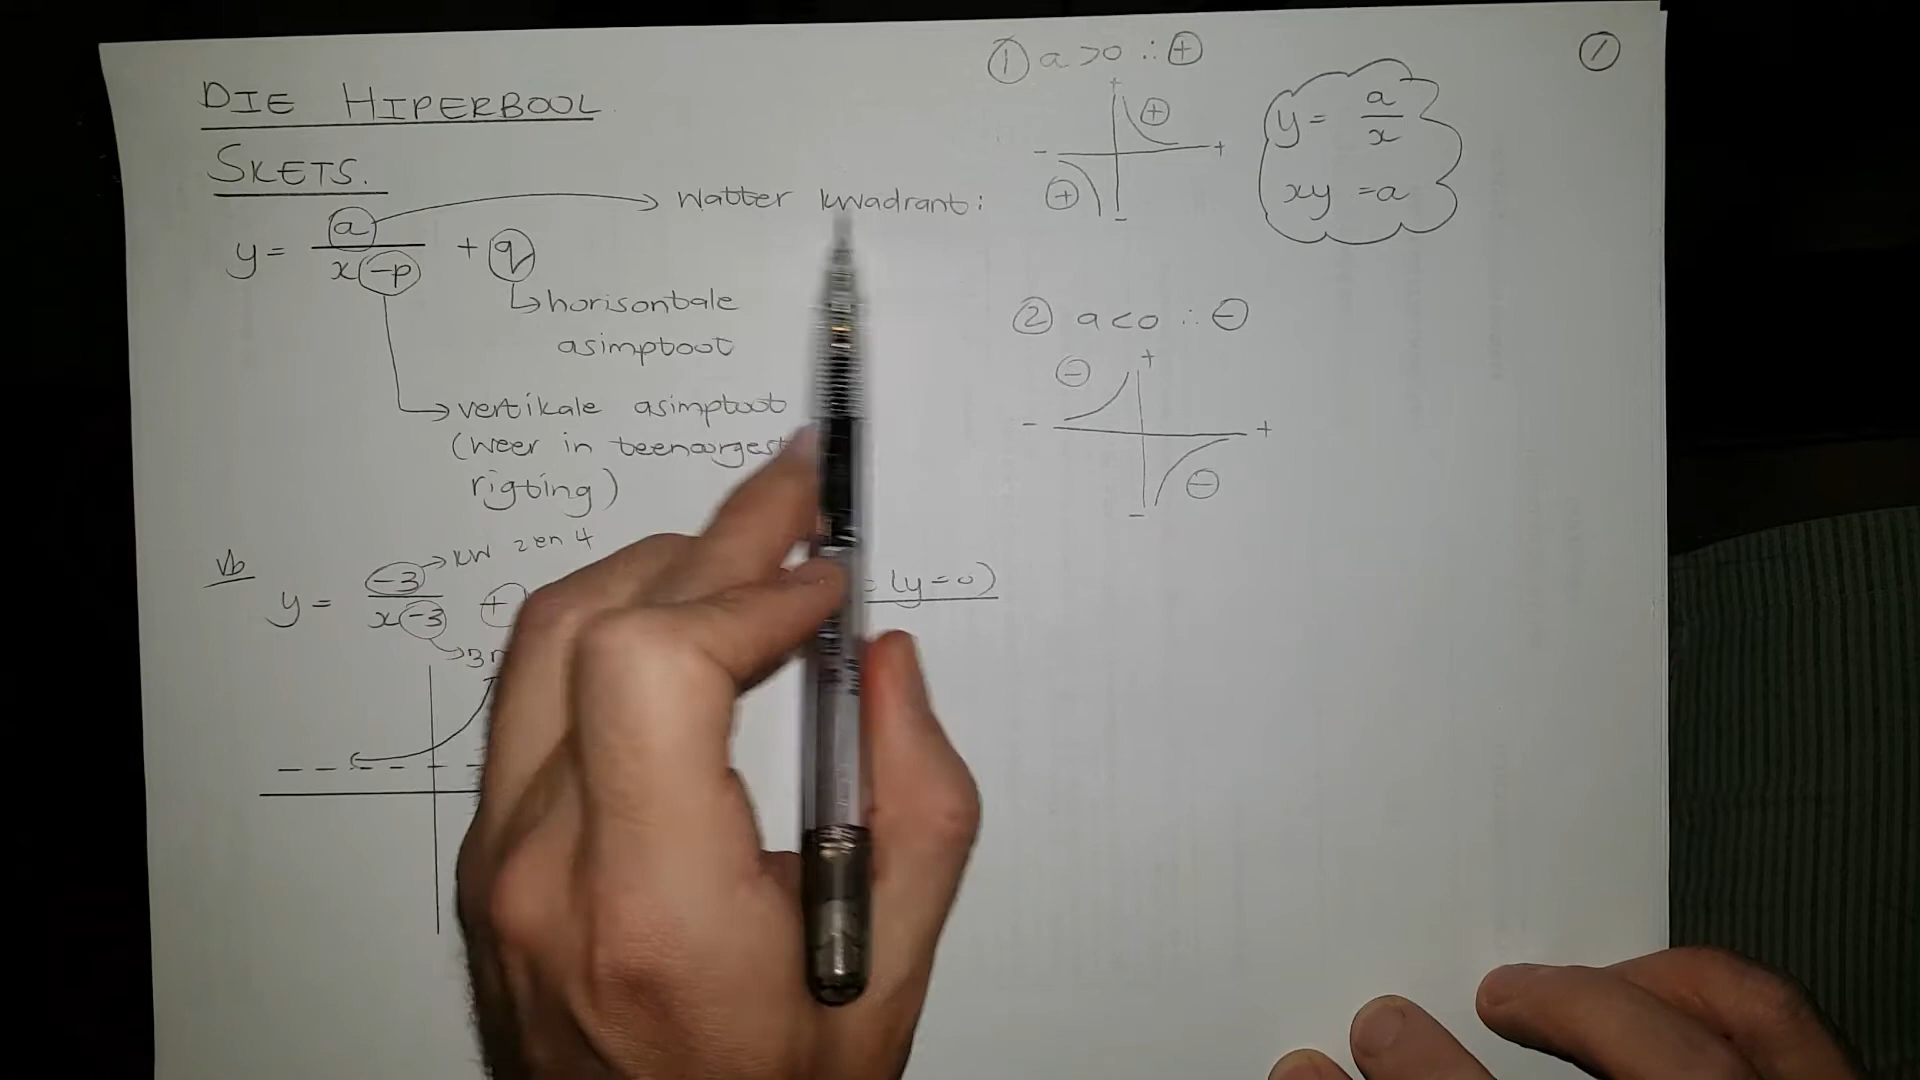 DIE HIPERBOOL
SKETS.
y = a / x - p + q
→ watter kwadrant:
↳ horisontale
asimptoot
→ vertikale asimptoot
(weer in teenoorgest
rigting)
① a > 0 ∴ ⊕
+
⊕
- +
⊕
-
② a < 0 ∴ ⊖
+
⊖
- +
⊖
-
y = a / x
xy = a
1
Vb
y = -3 / x - 3 +
→ KW 2 en 4
→ 3
(y = 0)